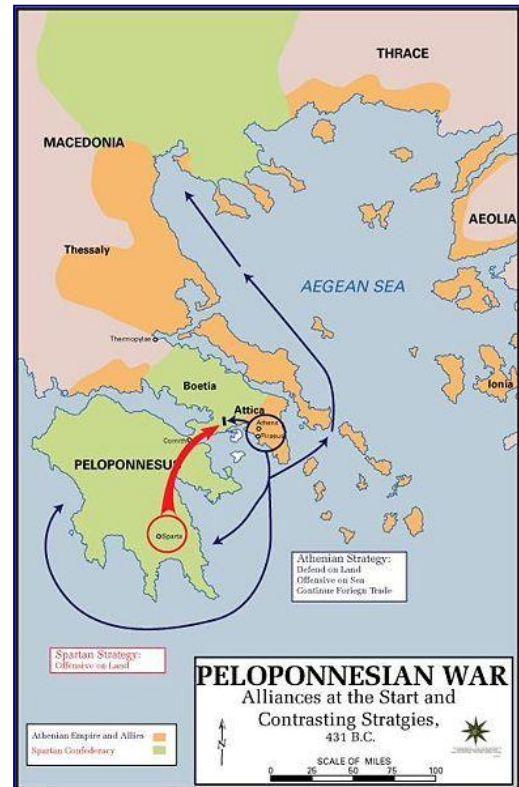 THRACE
MACEDONIA
AEOLIA
Thessaly
AEGEAN SEA
Thermopylae
Ionia
Boetia
Attica
Athens
Piraeus
Corinth
PELOPONNESUS
Sparta
Athenian Strategy:
Defend on Land
Offensive on Sea
Continue Foriegn Trade
Spartan Strategy:
Offensive on Land
PELOPONNESIAN WAR
Alliances at the Start and
Contrasting Stratgies,
431 B.C.
N
SCALE OF MILES
0 25 50 75 100
Athenian Empire and Allies
Spartan Confederacy